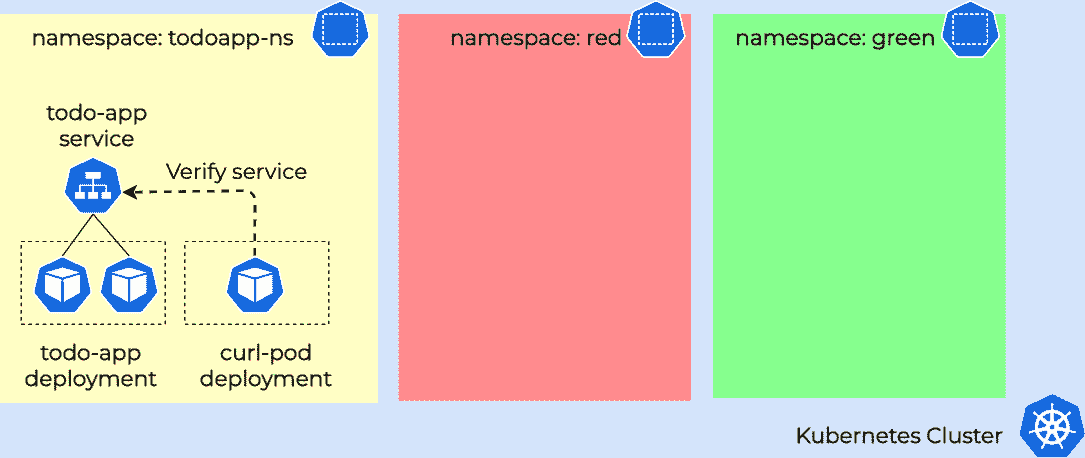 namespace: todoapp-ns
namespace: red
namespace: green
todo-app
service
Verify service
todo-app
deployment
curl-pod
deployment
Kubernetes Cluster